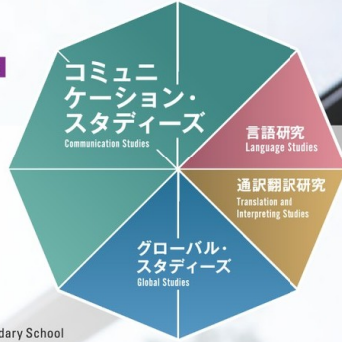 コミュニ
ケーション・
スタディーズ
Communication Studies
言語研究
Language Studies
通訳翻訳研究
Translation and
Interpreting Studies
グローバル・
スタディーズ
Global Studies
dary School